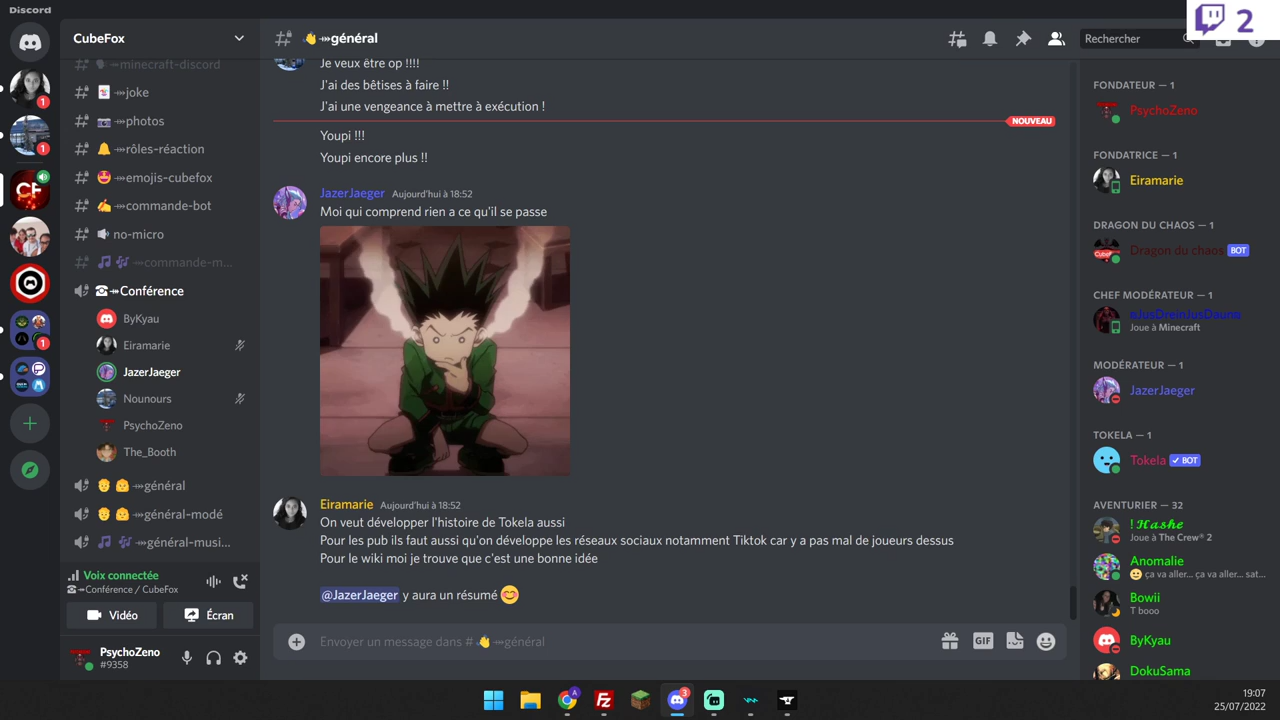 Discord
CubeFox
minecraft-discord
joke
photos
rôles-réaction
emojis-cubefox
commande-bot
no-micro
commande-m...
Conférence
ByKyau
Eiramarie
JazerJaeger
Nounours
PsychoZeno
The_Booth
général
général-modé
général-musi...
Voix connectée
Conférence / CubeFox
Vidéo
Écran
PsychoZeno
#9358
général
Rechercher
2
Je veux être op !!!!
J'ai des bêtises à faire !!
J'ai une vengeance à mettre à exécution !
NOUVEAU
Youpi !!!
Youpi encore plus !!
JazerJaeger Aujourd'hui à 18:52
Moi qui comprend rien a ce qu'il se passe
Eiramarie Aujourd'hui à 18:52
On veut développer l'histoire de Tokela aussi
Pour les pub ils faut aussi qu'on développe les réseaux sociaux notamment Tiktok car y a pas mal de joueurs dessus
Pour le wiki moi je trouve que c'est une bonne idée
@JazerJaeger y aura un résumé
Envoyer un message dans # général
GIF
FONDATEUR — 1
PsychoZeno
FONDATRICE — 1
Eiramarie
DRAGON DU CHAOS — 1
Dragon du chaos BOT
CHEF MODÉRATEUR — 1
Joue à Minecraft
MODÉRATEUR — 1
JazerJaeger
TOKELA — 1
Tokela BOT
AVENTURIER — 32
! 𝓗𝓪𝓼𝓱𝓮
Joue à The Crew® 2
Anomalie
ça va aller... ça va aller... sat...
Bowii
T booo
ByKyau
DokuSama
19:07
25/07/2022